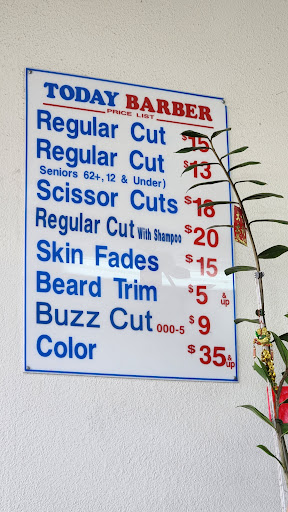 TODAY BARBER
PRICE LIST
Regular Cut $15
Regular Cut $13
Seniors 62+, 12 & Under)
Scissor Cuts $18
Regular Cut With Shampoo $20
Skin Fades $15
Beard Trim $5 & up
Buzz Cut 000-5 $9
Color $35 & up